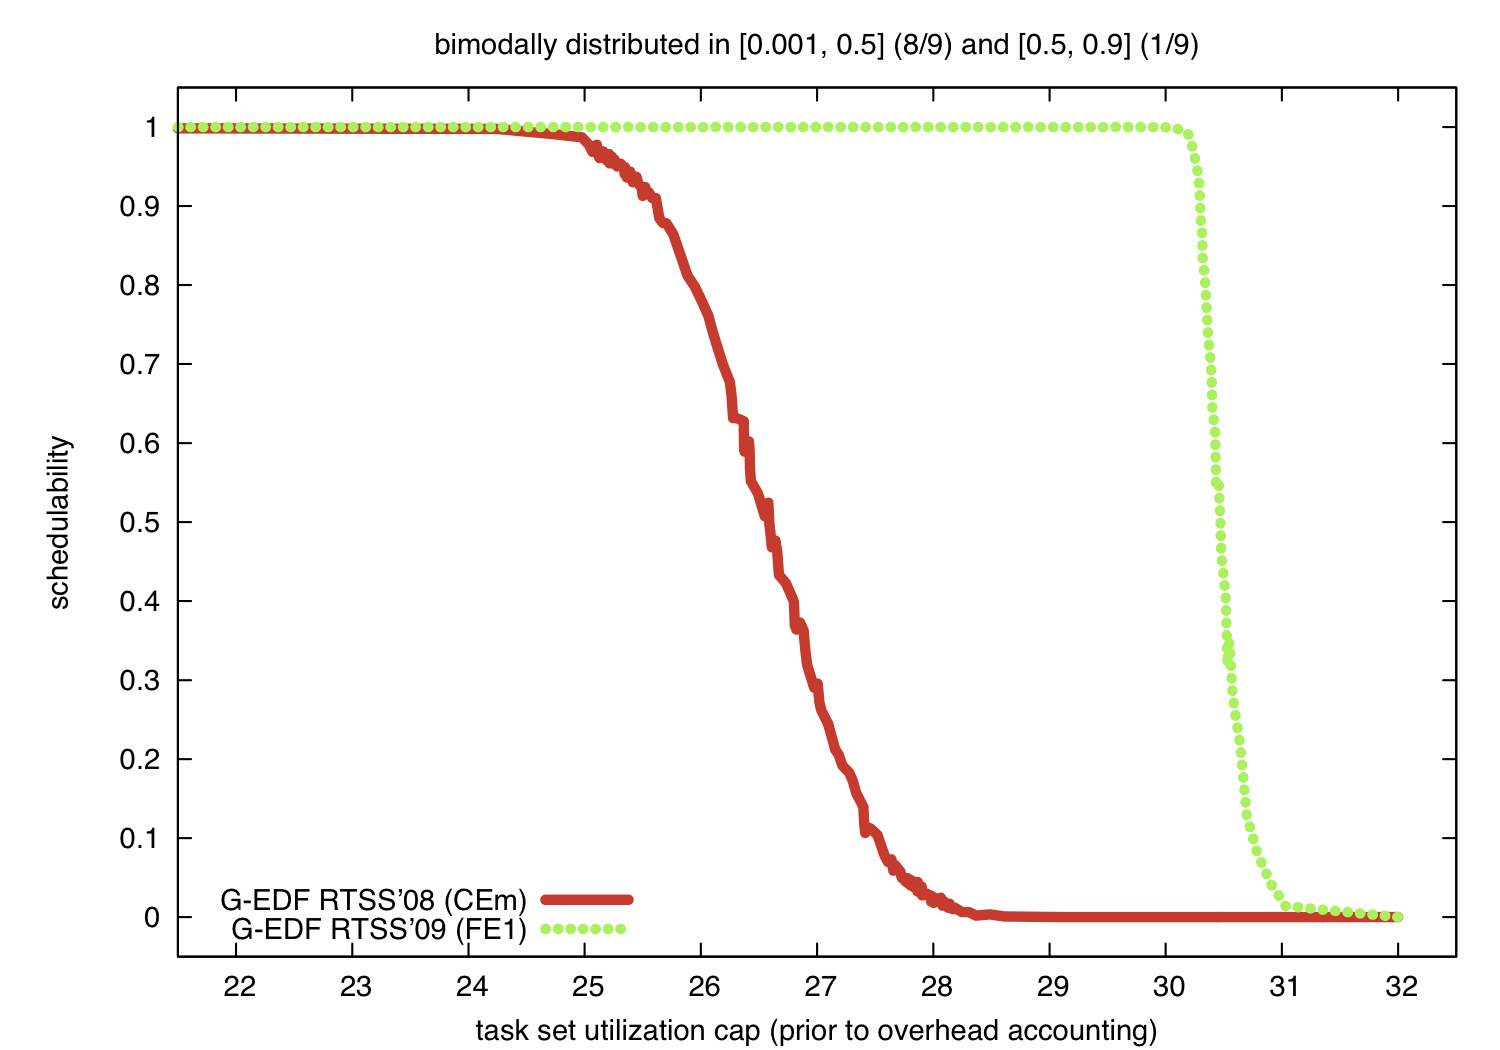 bimodally distributed in [0.001, 0.5] (8/9) and [0.5, 0.9] (1/9)
1
0.9
0.8
0.7
0.6
0.5
0.4
0.3
0.2
0.1
0
schedulability
G-EDF RTSS’08 (CEm)
G-EDF RTSS’09 (FE1)
22 23 24 25 26 27 28 29 30 31 32
task set utilization cap (prior to overhead accounting)